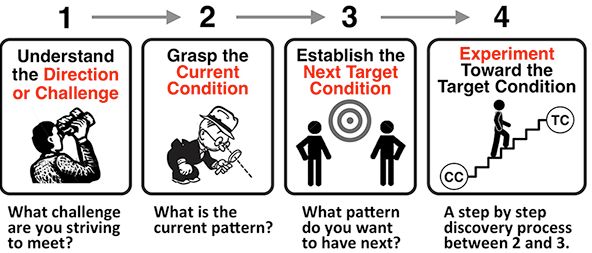 1 2 3 4
Understand
the Direction
or Challenge
Grasp the
Current
Condition
Establish the
Next Target
Condition
Experiment
Toward the
Target Condition
TC
CC
What challenge
are you striving
to meet?
What is the
current pattern?
What pattern
do you want
to have next?
A step by step
discovery process
between 2 and 3.